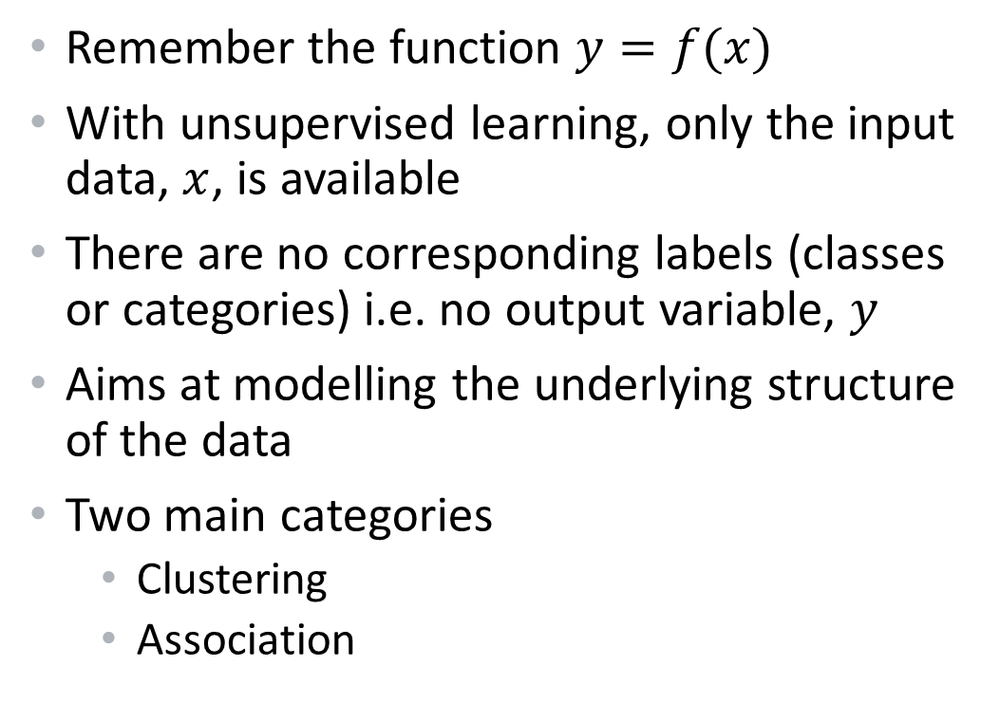 • Remember the function 𝑦 = 𝑓(𝑥)
• With unsupervised learning, only the input
data, 𝑥, is available
• There are no corresponding labels (classes
or categories) i.e. no output variable, 𝑦
• Aims at modelling the underlying structure
of the data
• Two main categories
• Clustering
• Association